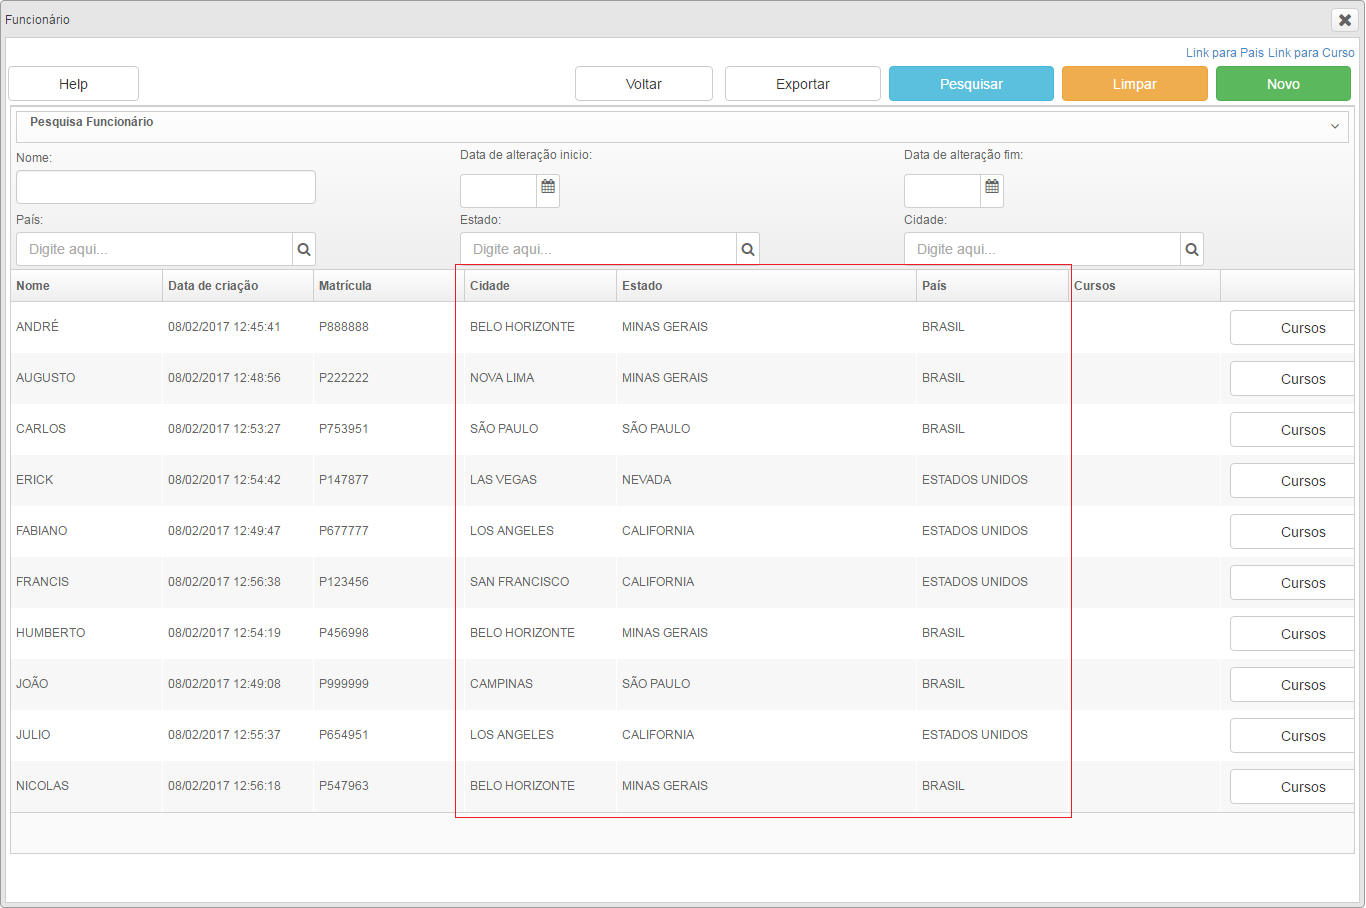 Funcionário
Link para Pais Link para Curso
Help Voltar Exportar Pesquisar Limpar Novo
Pesquisa Funcionário
Nome: Data de alteração inicio: Data de alteração fim:
País: Estado: Cidade:
Digite aqui... Digite aqui... Digite aqui...
Nome Data de criação Matrícula Cidade Estado País Cursos
ANDRÉ 08/02/2017 12:45:41 P888888 BELO HORIZONTE MINAS GERAIS BRASIL Cursos
AUGUSTO 08/02/2017 12:48:56 P222222 NOVA LIMA MINAS GERAIS BRASIL Cursos
CARLOS 08/02/2017 12:53:27 P753951 SÃO PAULO SÃO PAULO BRASIL Cursos
ERICK 08/02/2017 12:54:42 P147877 LAS VEGAS NEVADA ESTADOS UNIDOS Cursos
FABIANO 08/02/2017 12:49:47 P677777 LOS ANGELES CALIFORNIA ESTADOS UNIDOS Cursos
FRANCIS 08/02/2017 12:56:38 P123456 SAN FRANCISCO CALIFORNIA ESTADOS UNIDOS Cursos
HUMBERTO 08/02/2017 12:54:19 P456998 BELO HORIZONTE MINAS GERAIS BRASIL Cursos
JOÃO 08/02/2017 12:49:08 P999999 CAMPINAS SÃO PAULO BRASIL Cursos
JULIO 08/02/2017 12:55:37 P654951 LOS ANGELES CALIFORNIA ESTADOS UNIDOS Cursos
NICOLAS 08/02/2017 12:56:18 P547963 BELO HORIZONTE MINAS GERAIS BRASIL Cursos